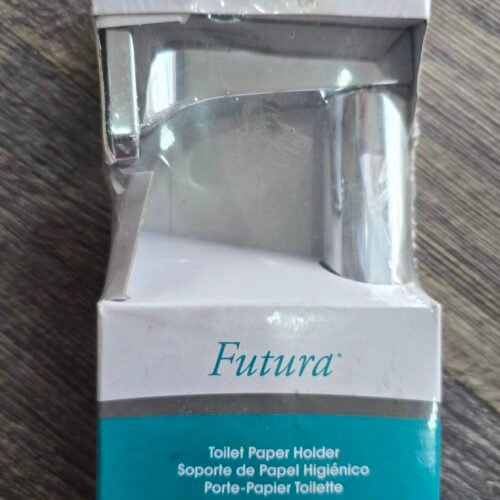 Futura
Toilet Paper Holder
Soporte de Papel Higiénico
Porte-Papier Toilette